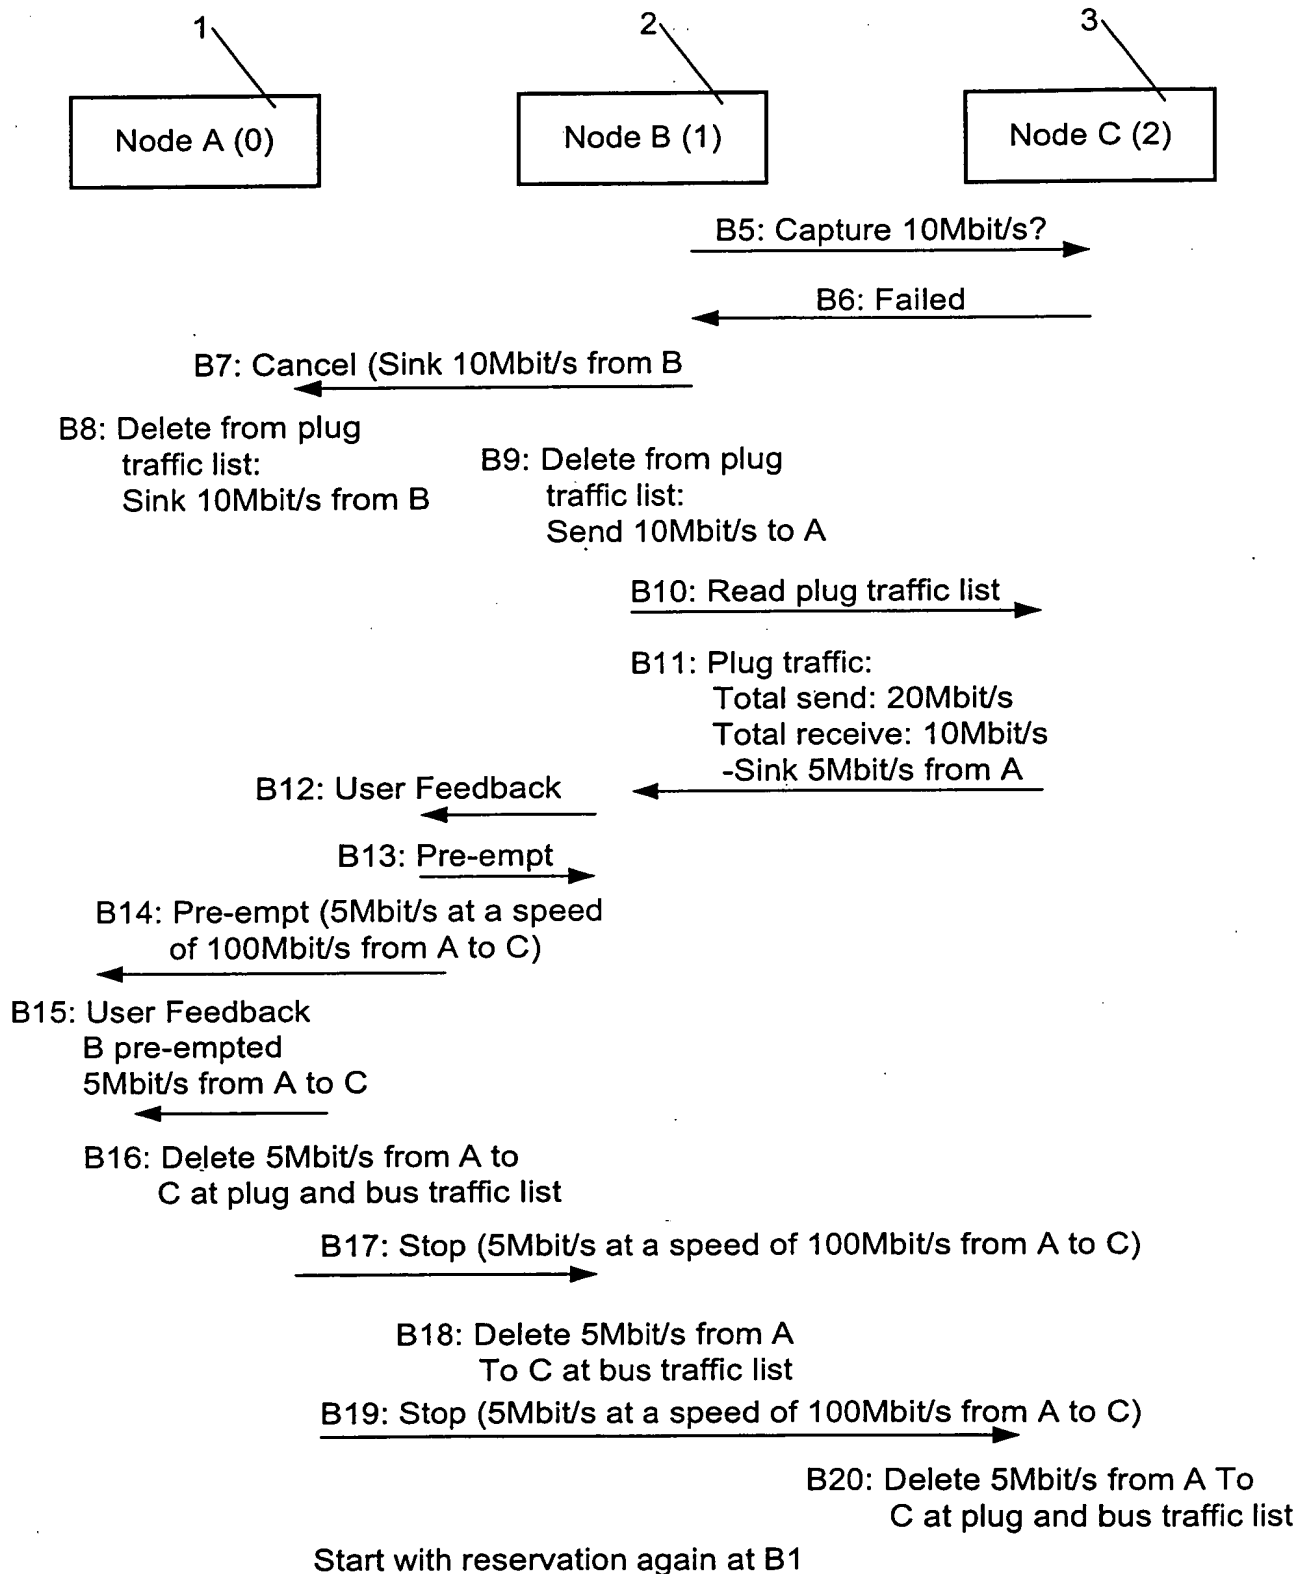 1
2
3
Node A (0)
Node B (1)
Node C (2)
B5: Capture 10Mbit/s?
B6: Failed
B7: Cancel (Sink 10Mbit/s from B
B8: Delete from plug
traffic list:
Sink 10Mbit/s from B
B9: Delete from plug
traffic list:
Send 10Mbit/s to A
B10: Read plug traffic list
B11: Plug traffic:
Total send: 20Mbit/s
Total receive: 10Mbit/s
-Sink 5Mbit/s from A
B12: User Feedback
B13: Pre-empt
B14: Pre-empt (5Mbit/s at a speed
of 100Mbit/s from A to C)
B15: User Feedback
B pre-empted
5Mbit/s from A to C
B16: Delete 5Mbit/s from A to
C at plug and bus traffic list
B17: Stop (5Mbit/s at a speed of 100Mbit/s from A to C)
B18: Delete 5Mbit/s from A
To C at bus traffic list
B19: Stop (5Mbit/s at a speed of 100Mbit/s from A to C)
B20: Delete 5Mbit/s from A To
C at plug and bus traffic list
Start with reservation again at B1